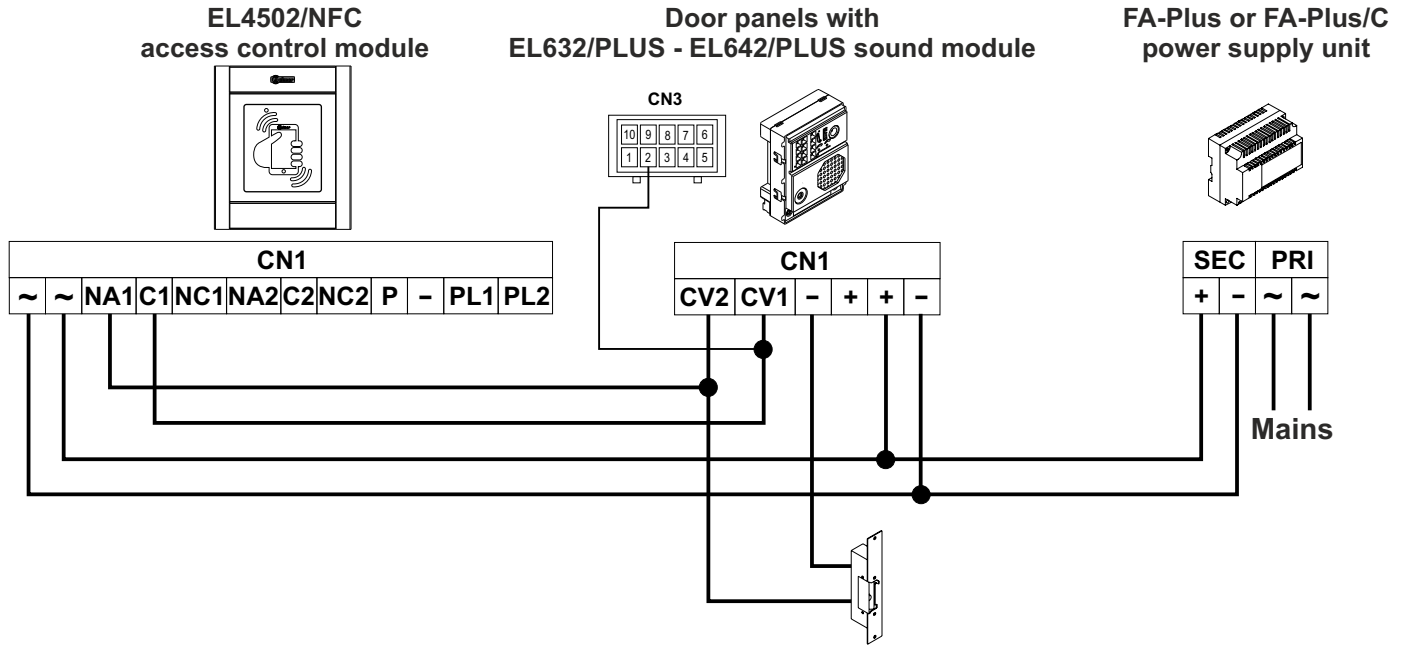 EL4502/NFC
access control module
Door panels with
EL632/PLUS - EL642/PLUS sound module
FA-Plus or FA-Plus/C
power supply unit
CN3
10 9 8 7 6
1 2 3 4 5
CN1
~ ~ NA1 C1 NC1 NA2 C2 NC2 P - PL1 PL2
CN1
CV2 CV1 - + + -
SEC PRI
+ - ~ ~
Mains